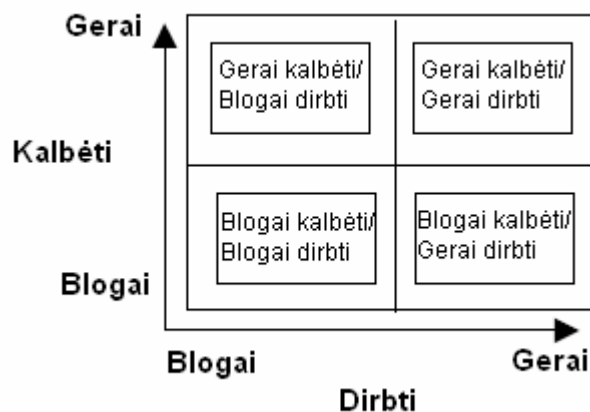 Gerai
Gerai kalbėti/
Blogai dirbti
Gerai kalbėti/
Gerai dirbti
Kalbėti
Blogai kalbėti/
Blogai dirbti
Blogai kalbėti/
Gerai dirbti
Blogai
Blogai
Gerai
Dirbti